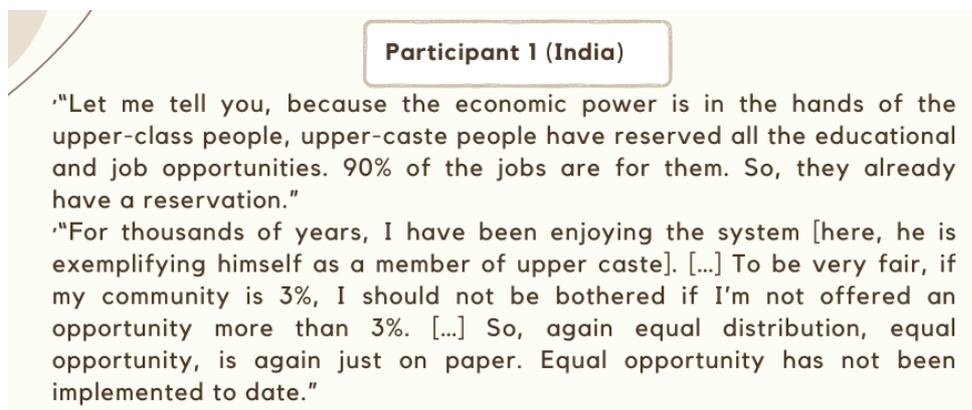 Participant 1 (India)
‘“Let me tell you, because the economic power is in the hands of the
upper-class people, upper-caste people have reserved all the educational
and job opportunities. 90% of the jobs are for them. So, they already
have a reservation.”
‘“For thousands of years, I have been enjoying the system [here, he is
exemplifying himself as a member of upper caste]. [...] To be very fair, if
my community is 3%, I should not be bothered if I’m not offered an
opportunity more than 3%. [...] So, again equal distribution, equal
opportunity, is again just on paper. Equal opportunity has not been
implemented to date.”